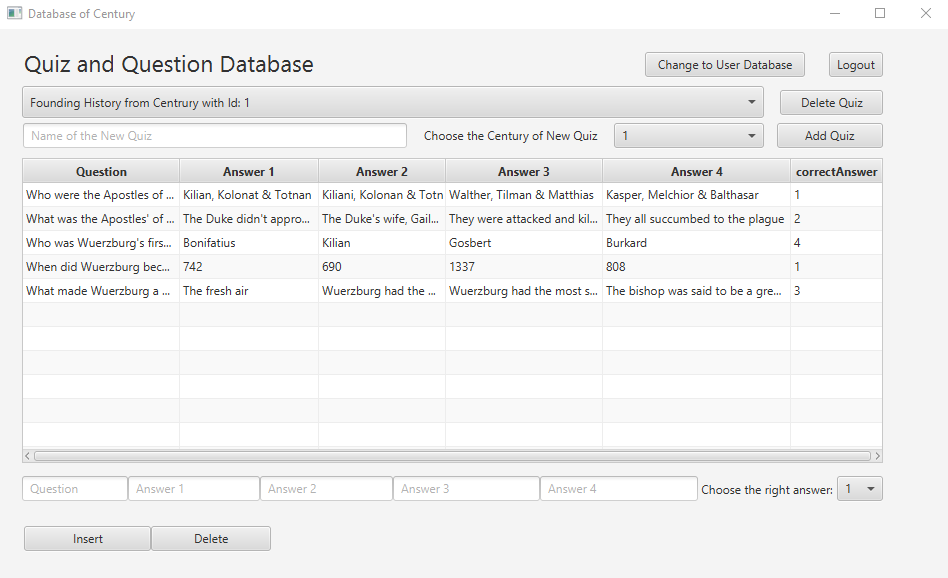 Database of Century
Quiz and Question Database
Change to User Database
Logout
Founding History from Centrury with Id: 1
Delete Quiz
Name of the New Quiz
Choose the Century of New Quiz
1
Add Quiz
Question Answer 1 Answer 2 Answer 3 Answer 4 correctAnswer
Who were the Apostles of ... Kilian, Kolonat & Totnan Kiliani, Kolonan & Totn Walther, Tilman & Matthias Kasper, Melchior & Balthasar 1
What was the Apostles' of ... The Duke didn't appro... The Duke's wife, Gail... They were attacked and kil... They all succumbed to the plague 2
Who was Wuerzburg's firs... Bonifatius Kilian Gosbert Burkard 4
When did Wuerzburg bec... 742 690 1337 808 1
What made Wuerzburg a ... The fresh air Wuerzburg had the ... Wuerzburg had the most s... The bishop was said to be a gre... 3
Question Answer 1 Answer 2 Answer 3 Answer 4 Choose the right answer: 1
Insert Delete